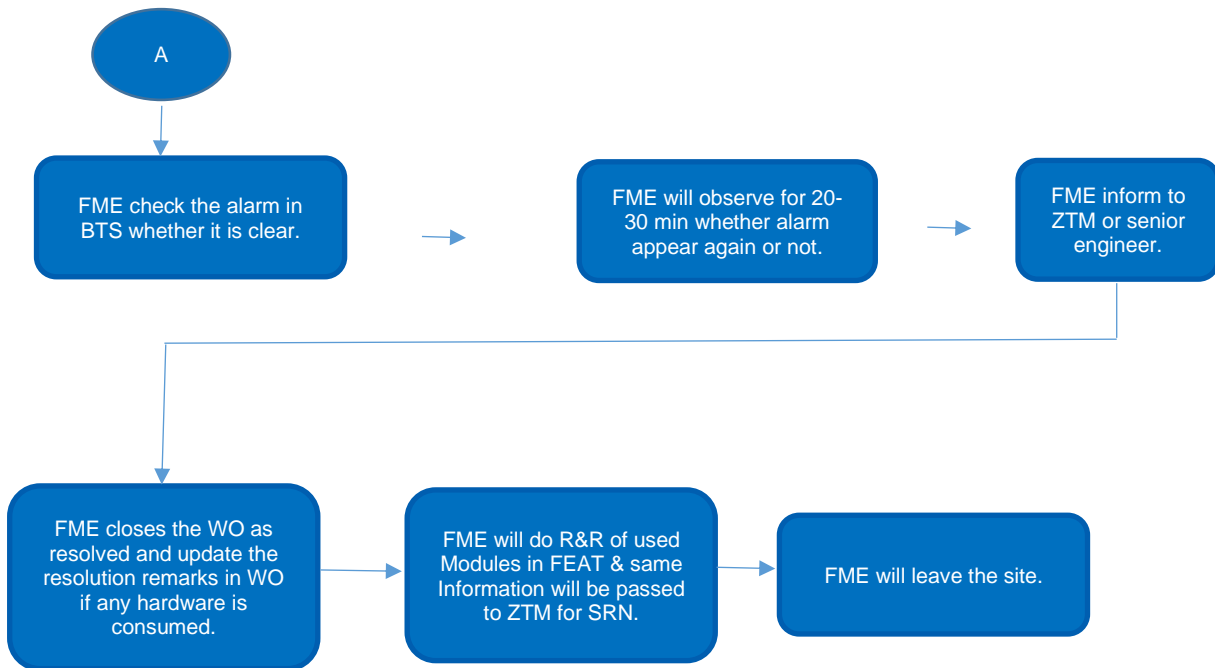 A
FME check the alarm in
BTS whether it is clear.
FME will observe for 20-
30 min whether alarm
appear again or not.
FME inform to
ZTM or senior
engineer.
FME closes the WO as
resolved and update the
resolution remarks in WO
if any hardware is
consumed.
FME will do R&R of used
Modules in FEAT & same
Information will be passed
to ZTM for SRN.
FME will leave the site.